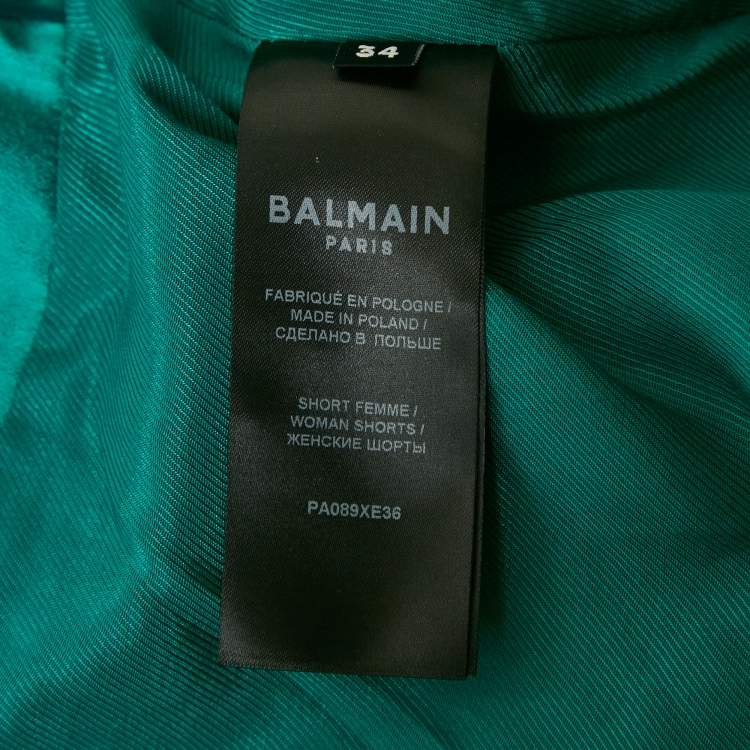 34
BALMAIN
PARIS
FABRIQUÉ EN POLOGNE /
MADE IN POLAND /
СДЕЛАНО В ПОЛЬШЕ
SHORT FEMME /
WOMAN SHORTS /
ЖЕНСКИЕ ШОРТЫ
PA089XE36